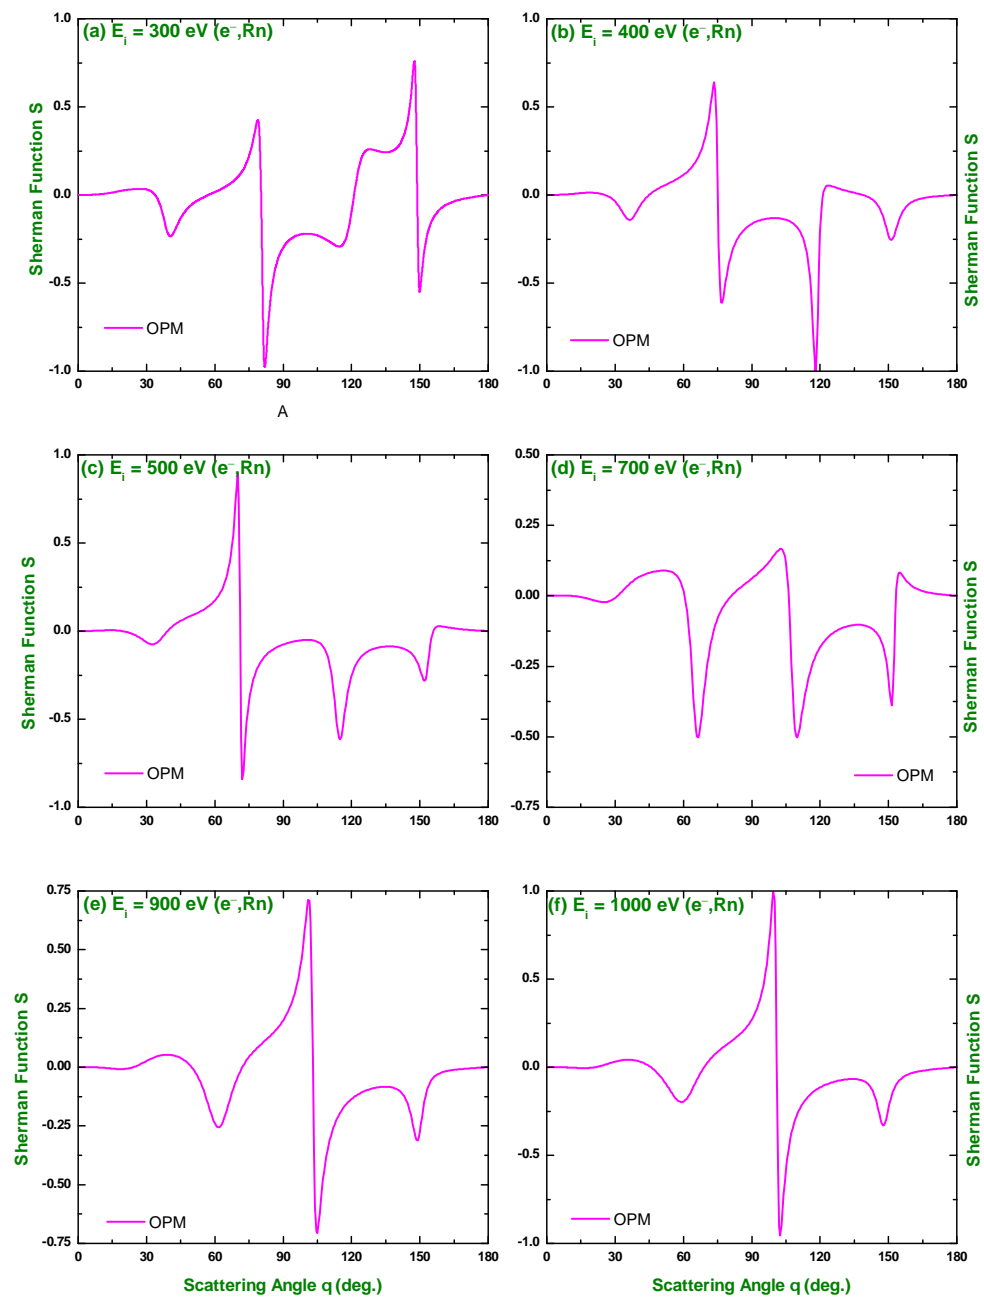 (a) E_i = 300 eV (e⁻,Rn)
1.0
0.5
0.0
-0.5
-1.0
0 30 60 90 120 150 180
Sherman Function S
OPM
A
(b) E_i = 400 eV (e⁻,Rn)
1.0
0.5
0.0
-0.5
-1.0
0 30 60 90 120 150 180
Sherman Function S
OPM
(c) E_i = 500 eV (e⁻,Rn)
1.0
0.5
0.0
-0.5
-1.0
0 30 60 90 120 150 180
Sherman Function S
OPM
(d) E_i = 700 eV (e⁻,Rn)
0.50
0.25
0.00
-0.25
-0.50
-0.75
0 30 60 90 120 150 180
Sherman Function S
OPM
(e) E_i = 900 eV (e⁻,Rn)
0.75
0.50
0.25
0.00
-0.25
-0.50
-0.75
0 30 60 90 120 150 180
Sherman Function S
OPM
Scattering Angle q (deg.)
(f) E_i = 1000 eV (e⁻,Rn)
1.0
0.5
0.0
-0.5
-1.0
0 30 60 90 120 150 180
Sherman Function S
OPM
Scattering Angle q (deg.)